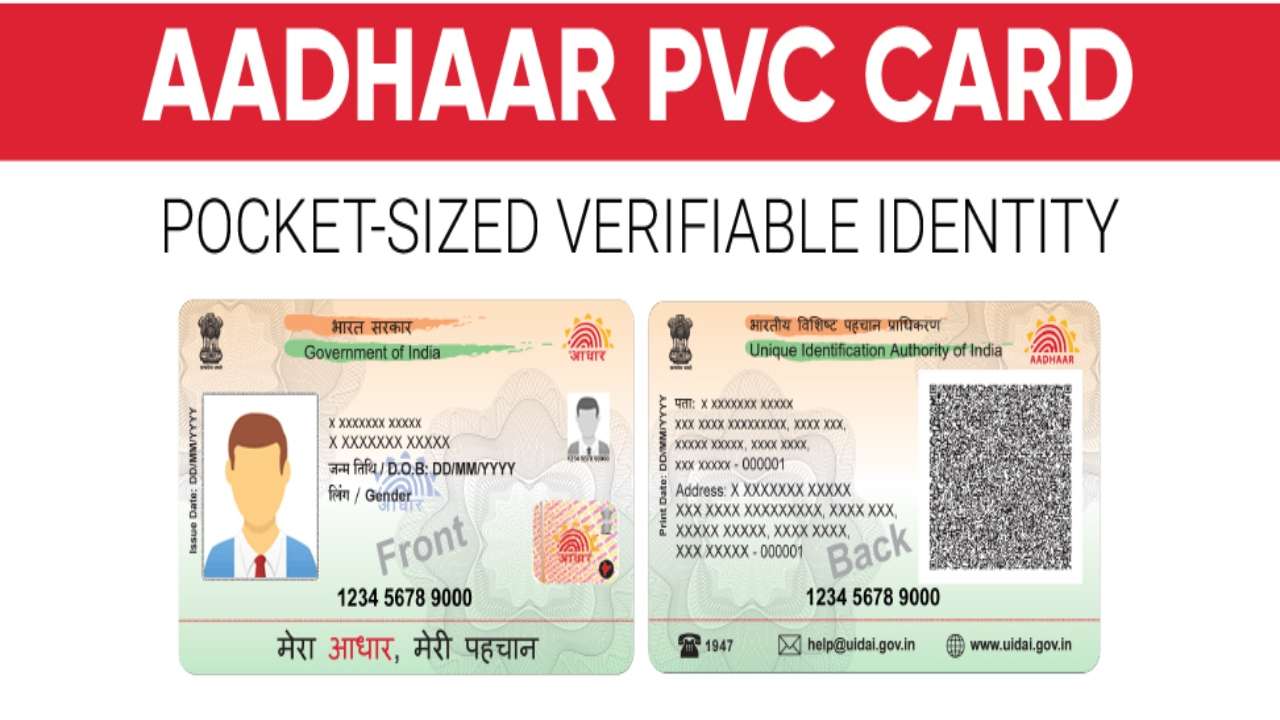 AADHAAR PVC CARD
POCKET-SIZED VERIFIABLE IDENTITY
भारत सरकार
Government of India
आधार
Issue Date: DD/MM/YYYY
X XXXXXXX XXXXX
X XXXXXXX XXXXX
जन्म तिथि / D.O.B: DD/MM/YYYY
लिंग / Gender
आधार
1234 5678 9000
आधार
Front
1234 5678 9000
मेरा आधार, मेरी पहचान
भारतीय विशिष्ट पहचान प्राधिकरण
Unique Identification Authority of India
AADHAAR
Print Date: DD/MM/YYYY
पता: X XXXXXXX XXXXX
XXX XXXX XXXXXXXXX, XXXX XXX,
XXXXX XXXXX, XXXX XXXX,
XXX XXXXX - 000001
Address: X XXXXXXX XXXXX
XXX XXXX XXXXXXXXX, XXXX XXX,
XXXXX XXXXX, XXXX XXXX,
XXX XXXXX - 000001
Back
1234 5678 9000
1947
help@uidai.gov.in
www.uidai.gov.in